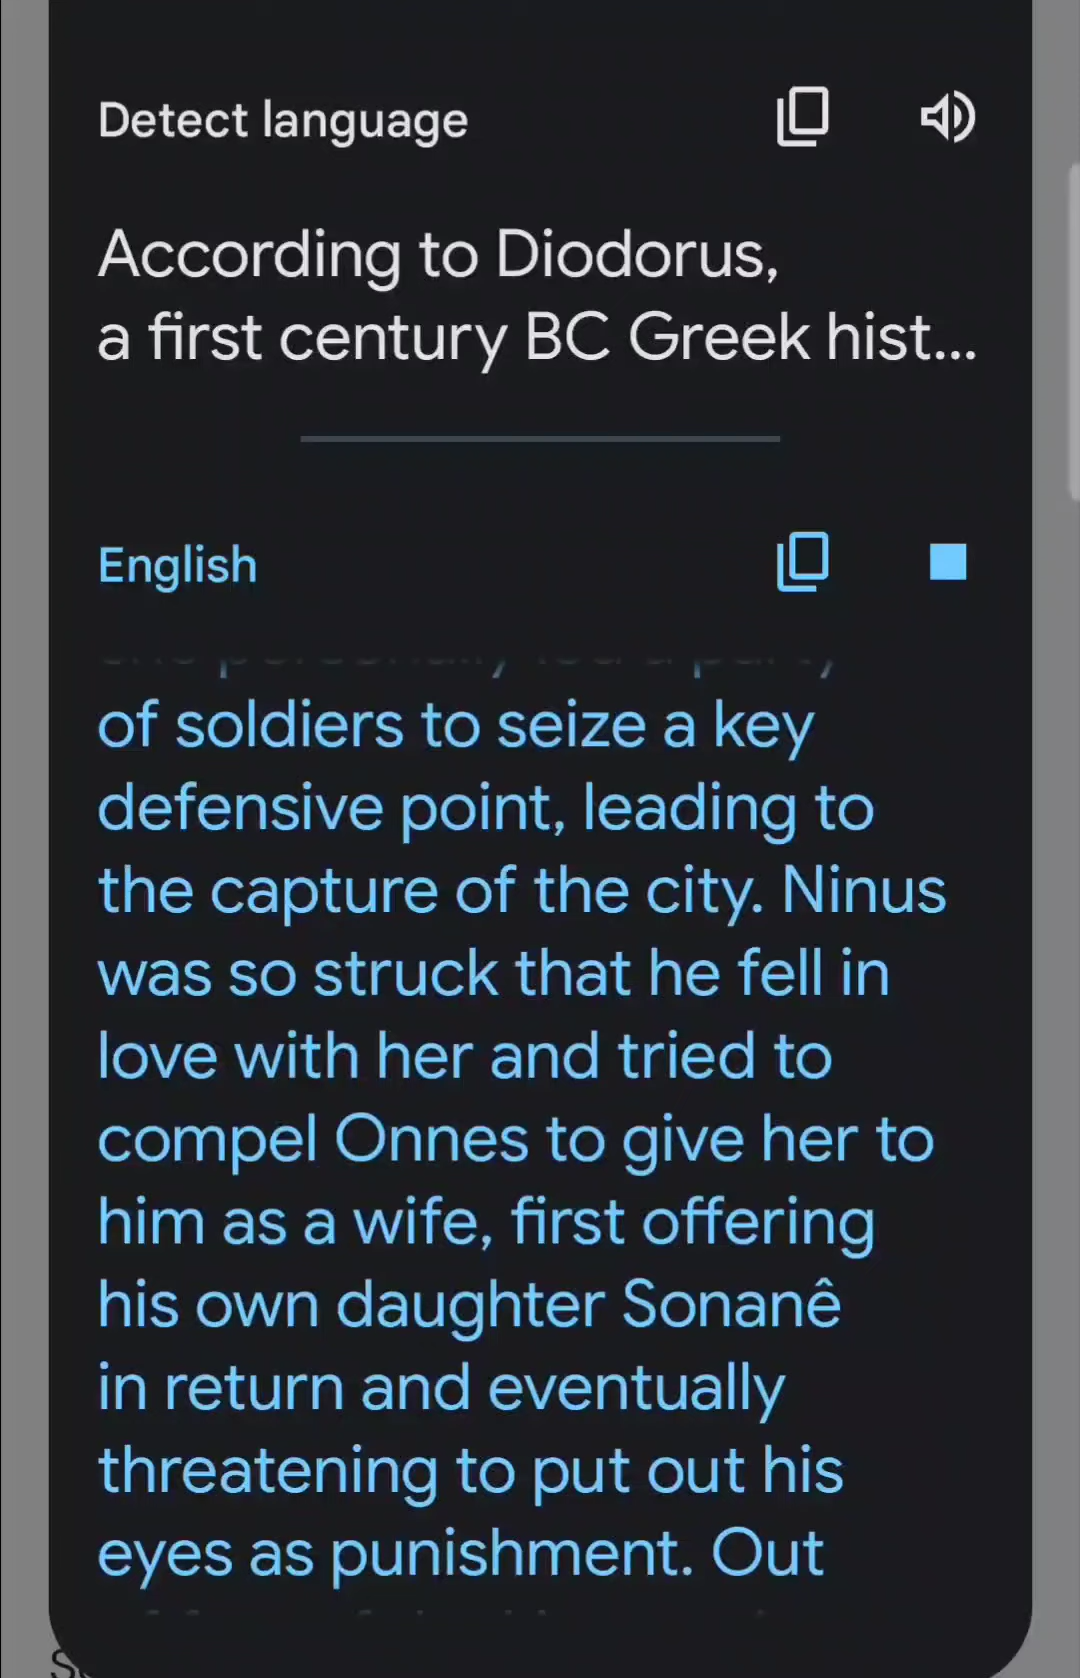 Detect language
According to Diodorus,
a first century BC Greek hist...
English
of soldiers to seize a key
defensive point, leading to
the capture of the city. Ninus
was so struck that he fell in
love with her and tried to
compel Onnes to give her to
him as a wife, first offering
his own daughter Sonanê
in return and eventually
threatening to put out his
eyes as punishment. Out